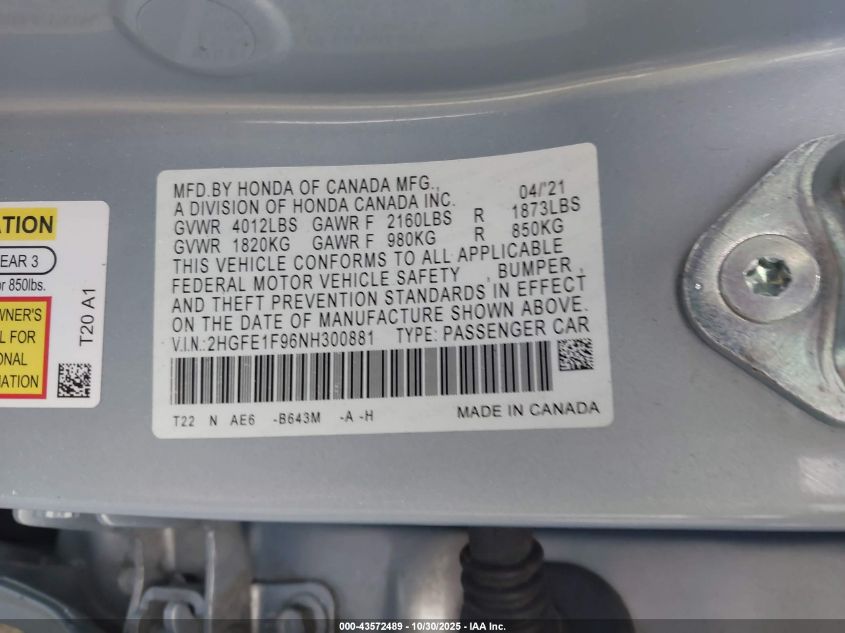 ATION
EAR 3
or 850lbs.
WNER'S
L FOR
ONAL
MATION
T20 A1
MFD.BY HONDA OF CANADA MFG., 04/'21
A DIVISION OF HONDA CANADA INC.
GVWR 4012LBS GAWR F 2160LBS R 1873LBS
GVWR 1820KG GAWR F 980KG R 850KG
THIS VEHICLE CONFORMS TO ALL APPLICABLE
FEDERAL MOTOR VEHICLE SAFETY , BUMPER ,
AND THEFT PREVENTION STANDARDS IN EFFECT
ON THE DATE OF MANUFACTURE SHOWN ABOVE.
V.I.N.:2HGFE1F96NH300881 TYPE: PASSENGER CAR
T22 N AE6 -B643M -A -H MADE IN CANADA
000-43572489 - 10/30/2025 - IAA Inc.